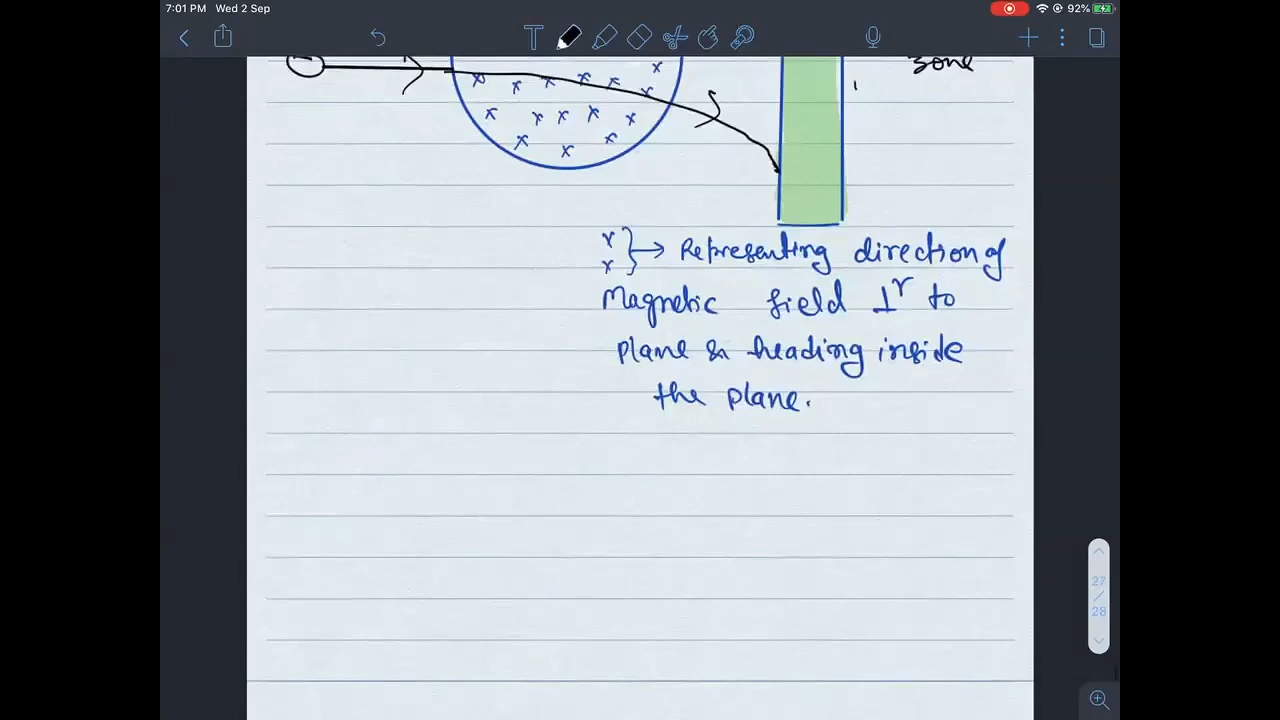 7:01 PM Wed 2 Sep
92%
zone
x x x x x x x
x x x x x x
x x x
x
x } → Representing direction of
Magnetic field ⊥r to
plane & heading inside
the plane.
27
/
28